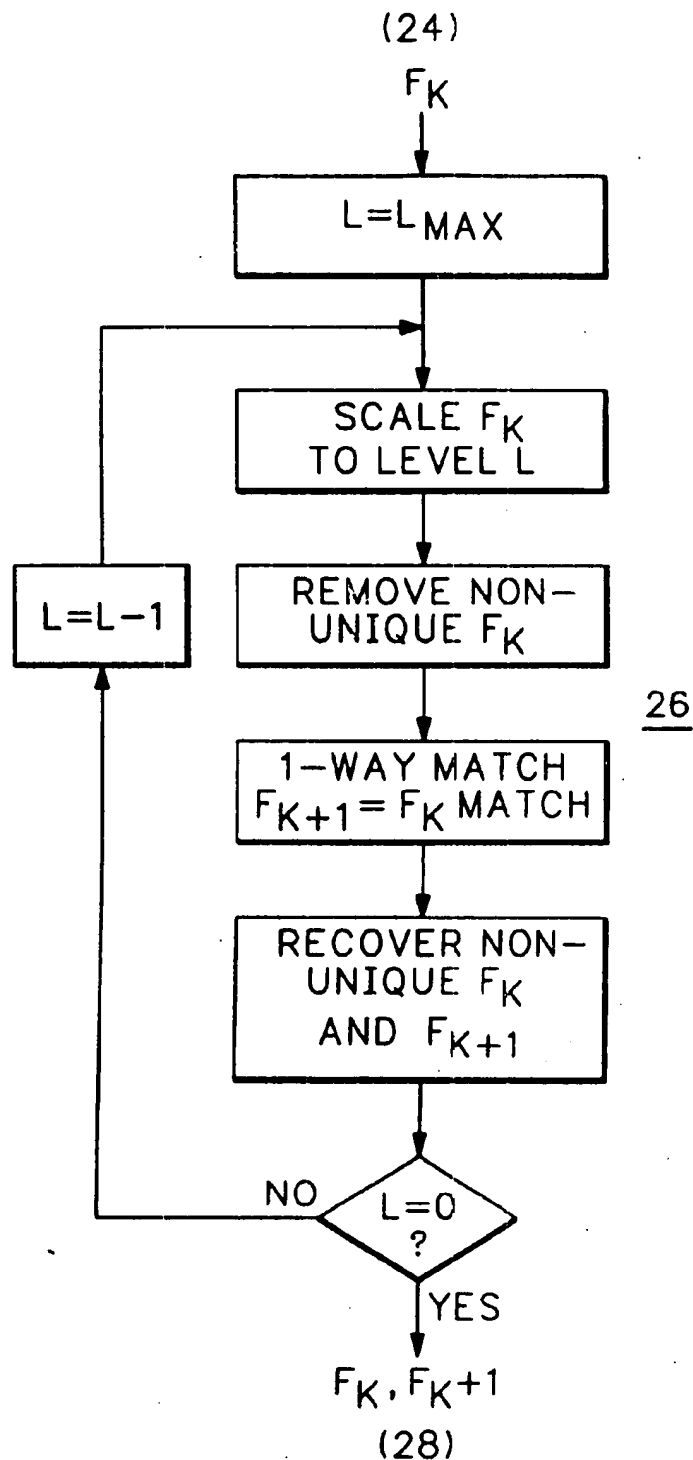 (24)
F_K
L=L_MAX
SCALE F_K
TO LEVEL L
L=L-1
REMOVE NON-
UNIQUE F_K
26
1-WAY MATCH
F_K+1 = F_K MATCH
RECOVER NON-
UNIQUE F_K
AND F_K+1
NO
L=0
?
YES
F_K, F_K+1
(28)